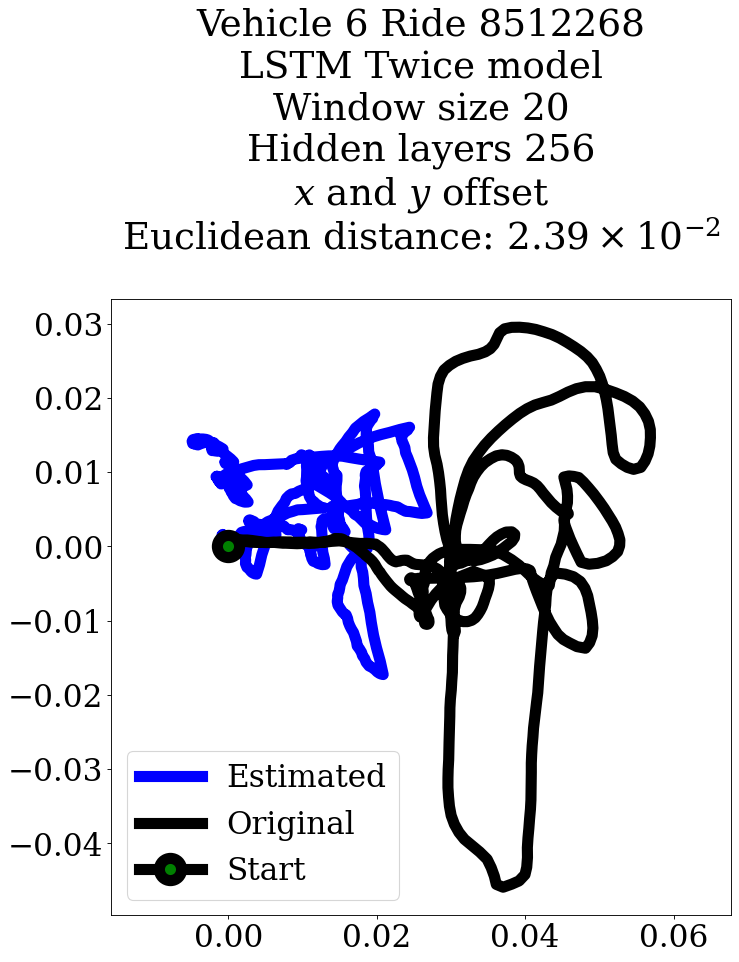 Vehicle 6 Ride 8512268
LSTM Twice model
Window size 20
Hidden layers 256
x and y offset
Euclidean distance: 2.39 × 10⁻²
0.03
0.02
0.01
0.00
−0.01
−0.02
−0.03
−0.04
Estimated
Original
Start
0.00 0.02 0.04 0.06